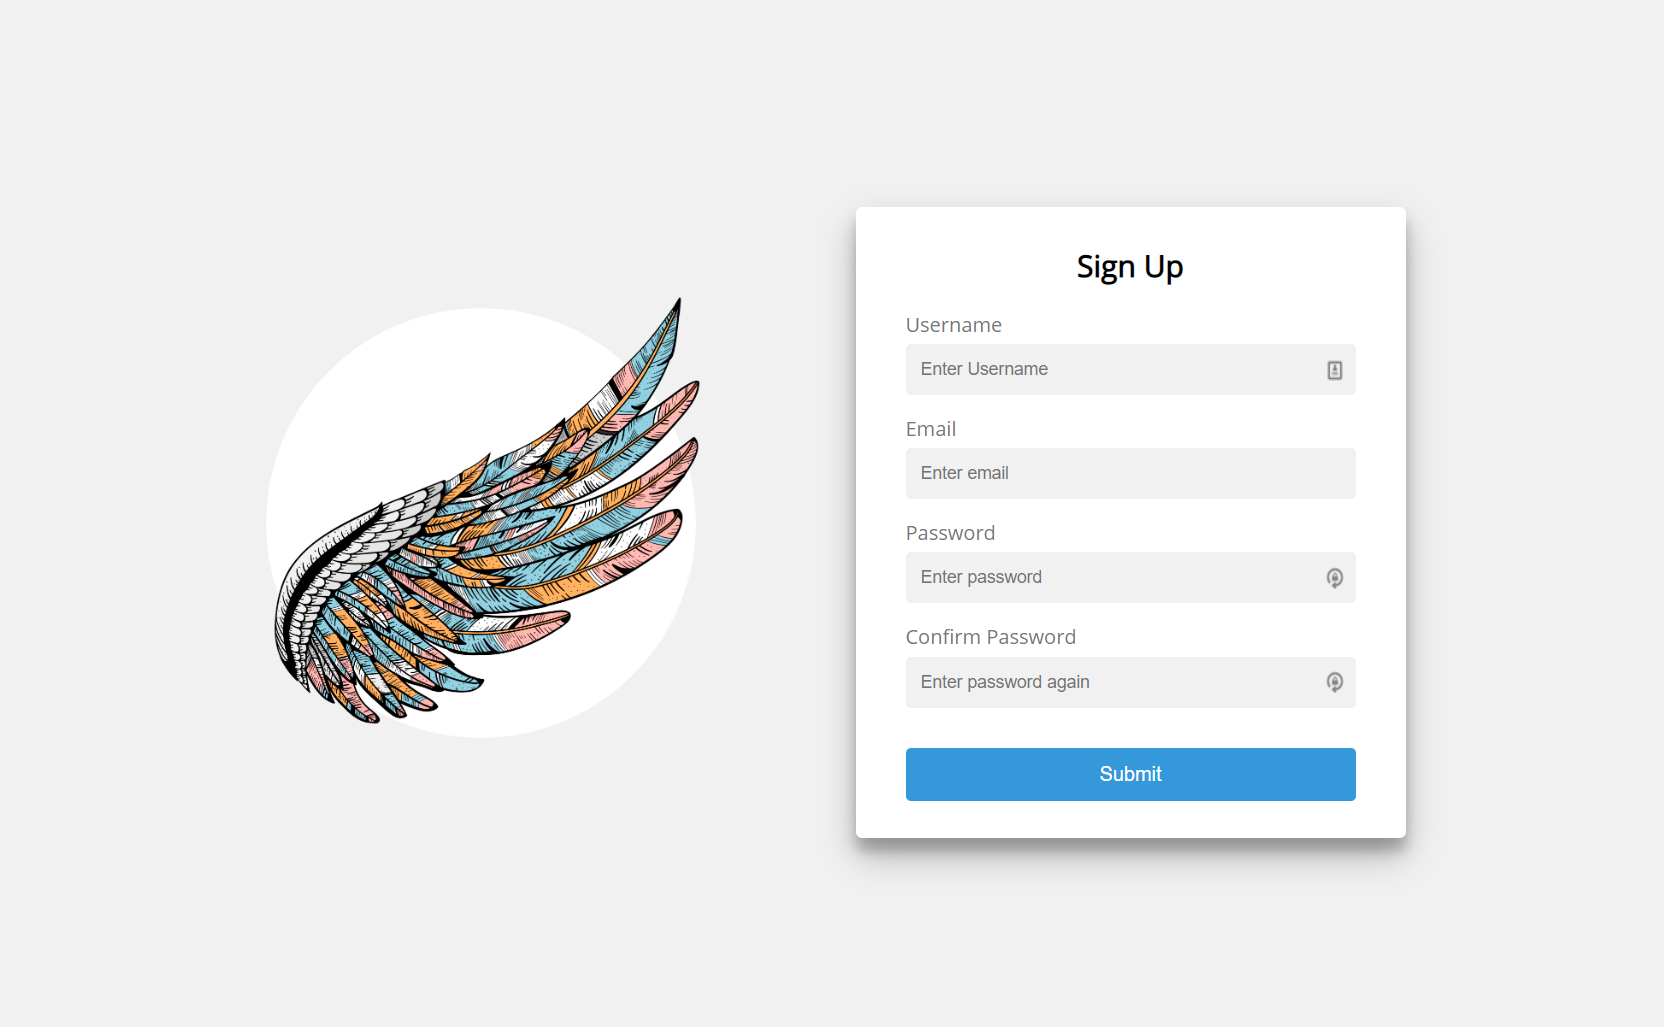 Sign Up
Username
Enter Username
Email
Enter email
Password
Enter password
Confirm Password
Enter password again
Submit